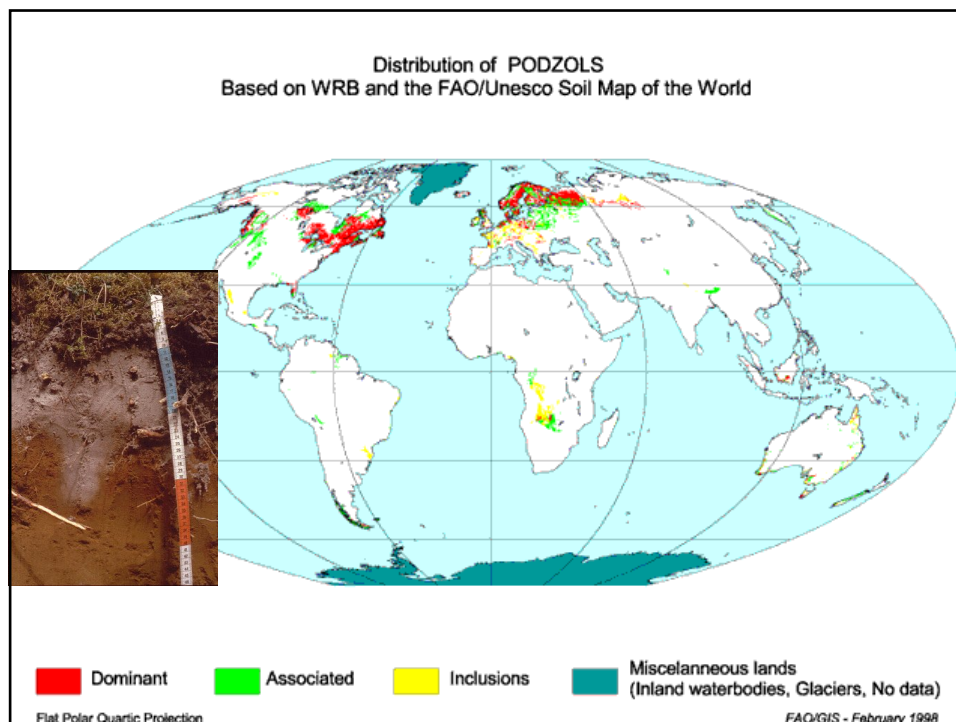 Distribution of PODZOLS
Based on WRB and the FAO/Unesco Soil Map of the World
Dominant
Associated
Inclusions
Miscelanneous lands
(Inland waterbodies, Glaciers, No data)
Flat Polar Quartic Projection
FAO/GIS - February 1998